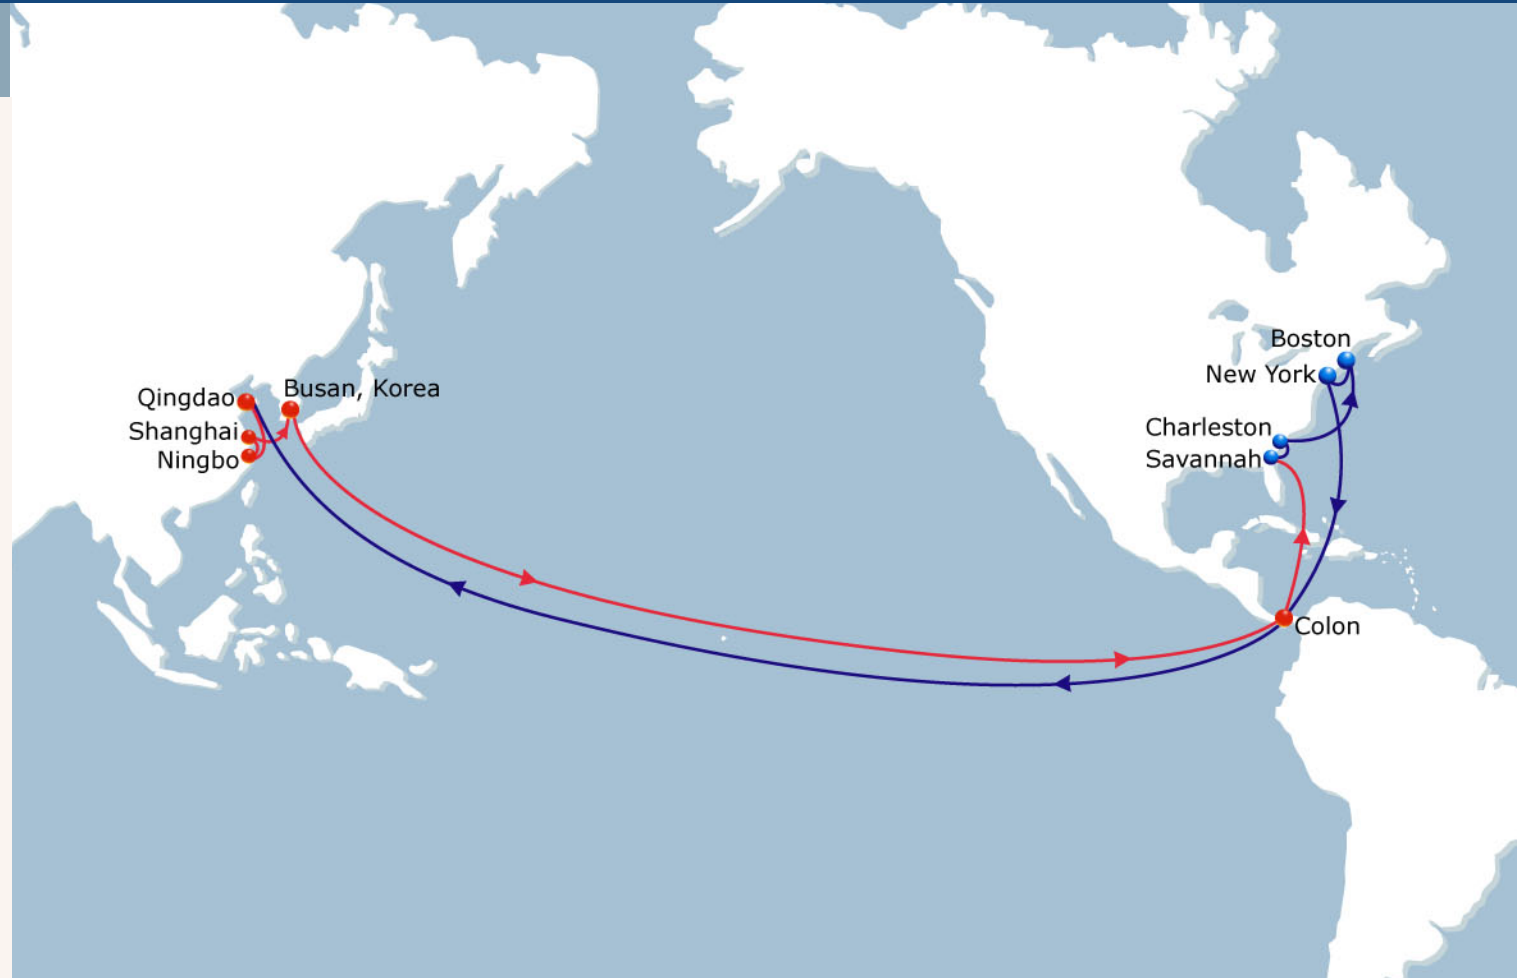 Boston
New York
Qingdao
Busan, Korea
Shanghai
Ningbo
Charleston
Savannah
Colon